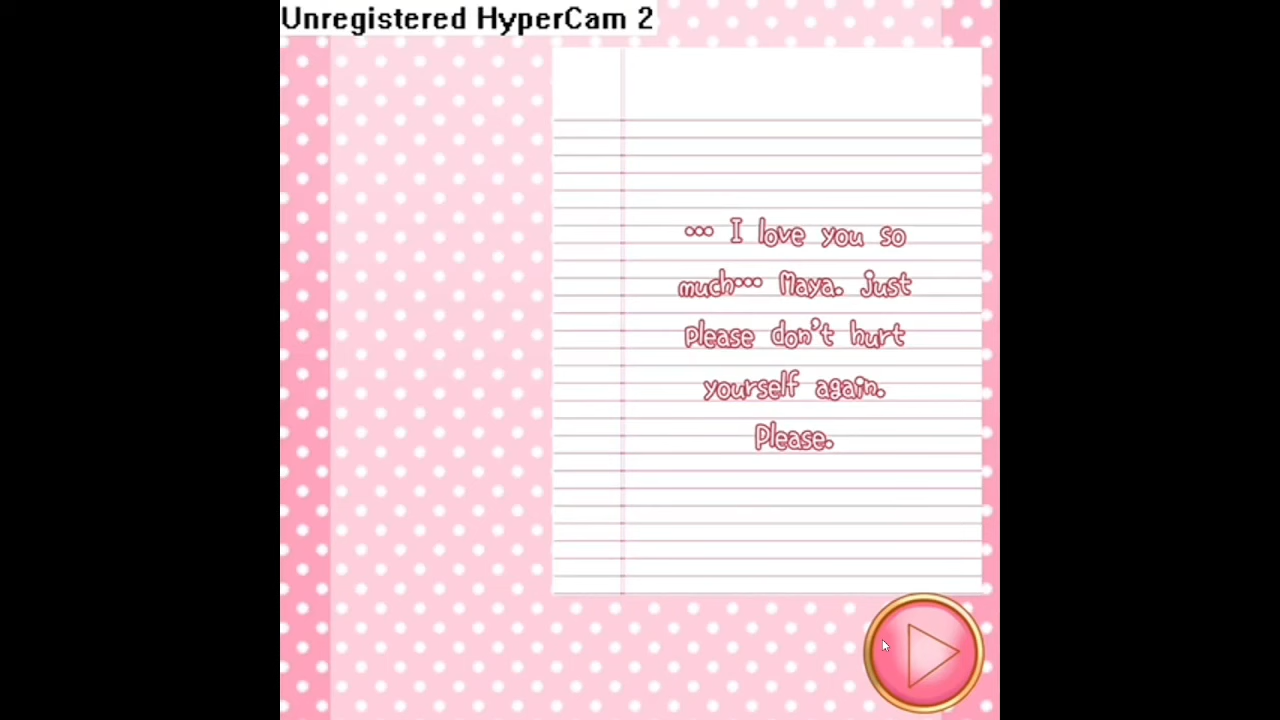 Unregistered HyperCam 2
... I love you so
much... Maya. Just
please don't hurt
yourself again.
Please.